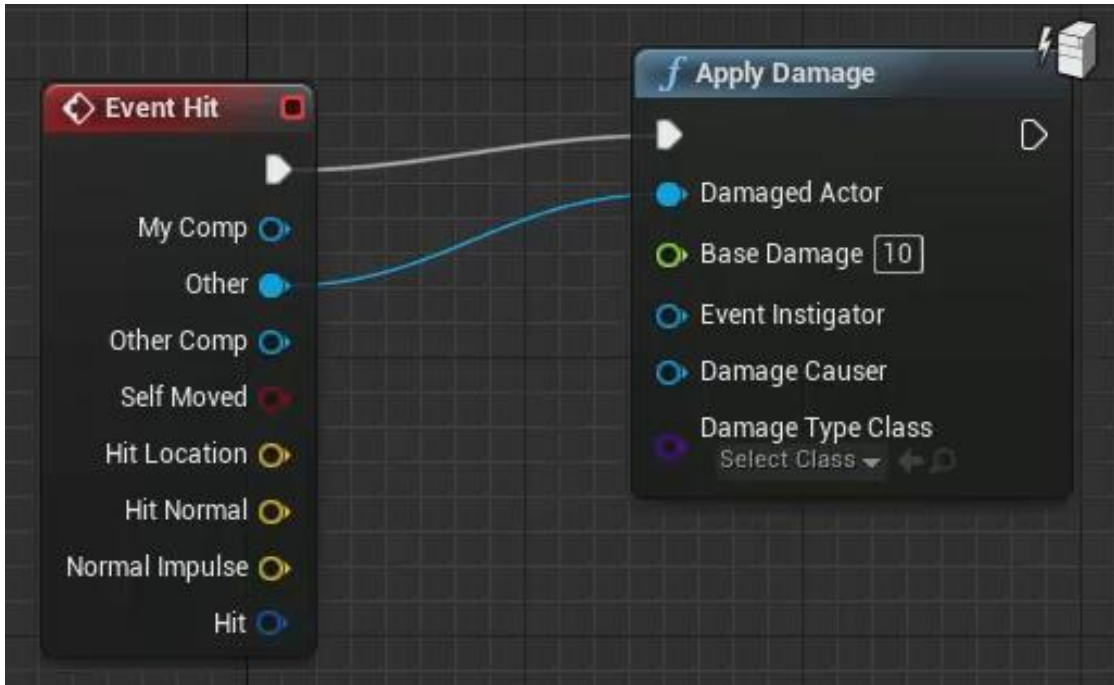 Event Hit
My Comp
Other
Other Comp
Self Moved
Hit Location
Hit Normal
Normal Impulse
Hit
f Apply Damage
Damaged Actor
Base Damage 10
Event Instigator
Damage Causer
Damage Type Class
Select Class